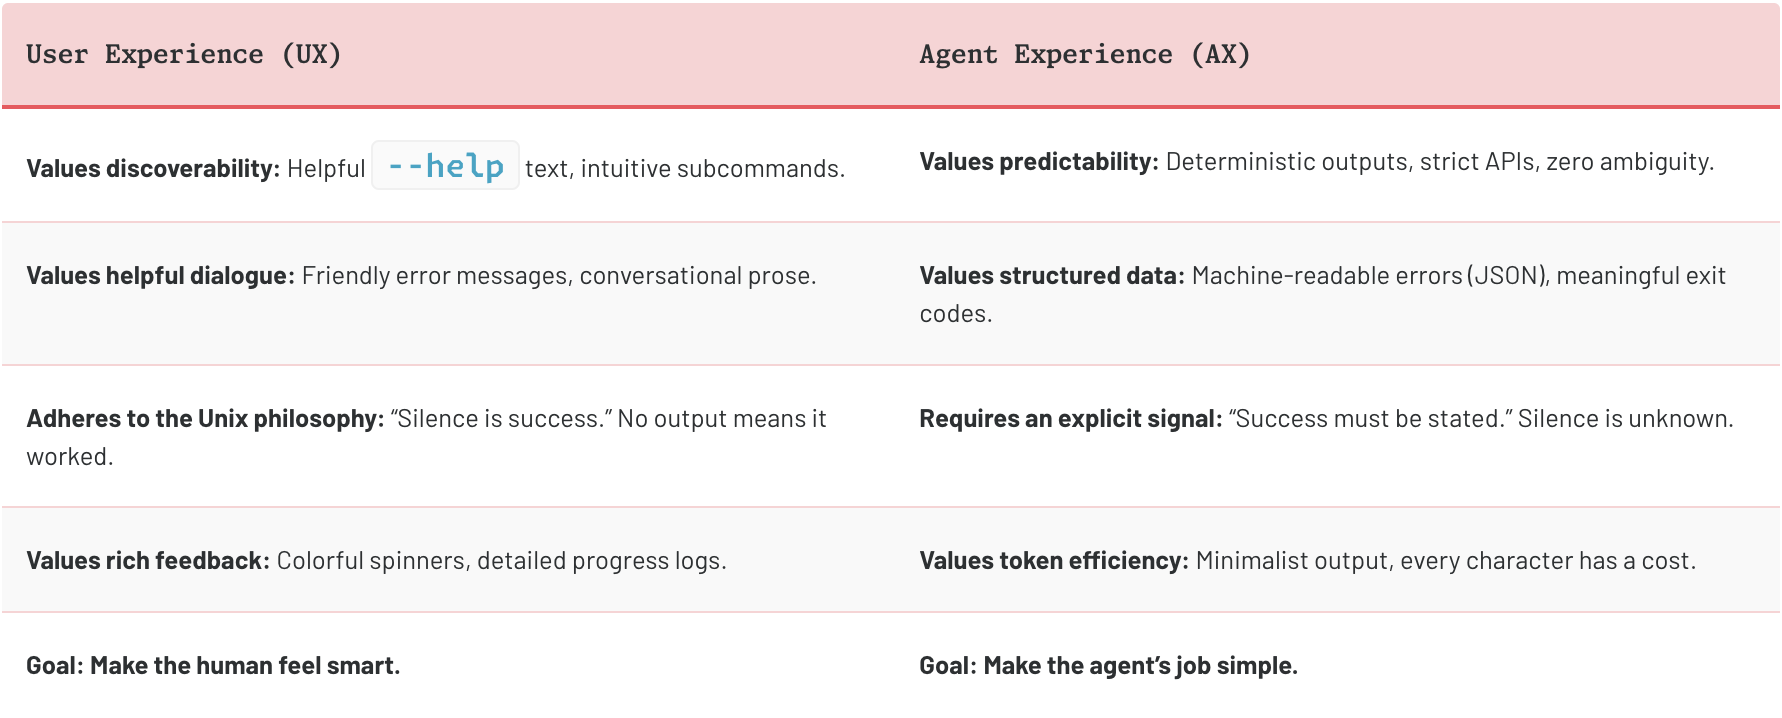 User Experience (UX)
Agent Experience (AX)
Values discoverability: Helpful --help text, intuitive subcommands.
Values predictability: Deterministic outputs, strict APIs, zero ambiguity.
Values helpful dialogue: Friendly error messages, conversational prose.
Values structured data: Machine-readable errors (JSON), meaningful exit
codes.
Adheres to the Unix philosophy: “Silence is success.” No output means it
worked.
Requires an explicit signal: “Success must be stated.” Silence is unknown.
Values rich feedback: Colorful spinners, detailed progress logs.
Values token efficiency: Minimalist output, every character has a cost.
Goal: Make the human feel smart.
Goal: Make the agent’s job simple.